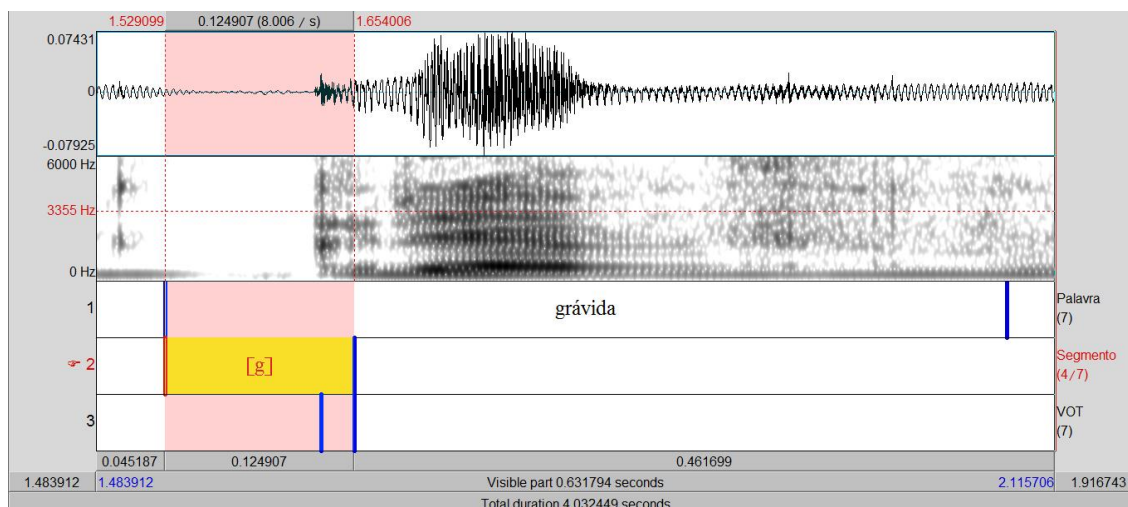 1.529099 0.124907 (8.006 / s) 1.654006
0.07431
0
-0.07925
6000 Hz
3355 Hz
0 Hz
1 grávida Palavra
(7)
2 [g] Segmento
(4/7)
3 VOT
(7)
0.045187 0.124907 0.461699
1.483912 1.483912 Visible part 0.631794 seconds 2.115706 1.916743
Total duration 4.032449 seconds